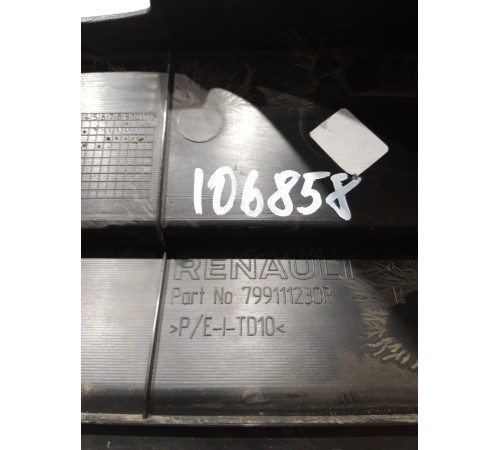 106858
RENAULT
Part No 799111230R
>P/E-I-TD10<